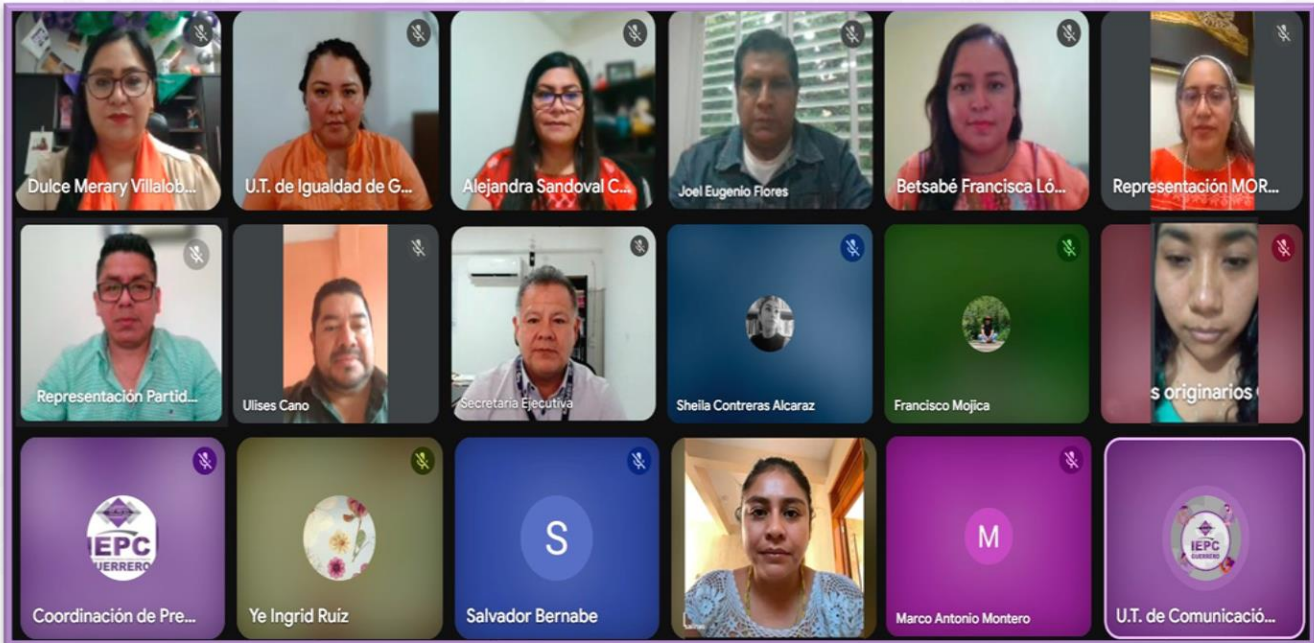 Dulce Merary Villalob...
U.T. de Igualdad de G...
Alejandra Sandoval C...
Joel Eugenio Flores
Betsabé Francisca Ló...
Representación MOR...
Representación Partid...
Ulises Cano
Secretaria Ejecutiva
Sheila Contreras Alcaraz
Francisco Mojica
s originarios
IEPC
GUERRERO
Coordinación de Pre...
Ye Ingrid Ruíz
S
Salvador Bernabe
M
Marco Antonio Montero
IEPC
GUERRERO
U.T. de Comunicació...